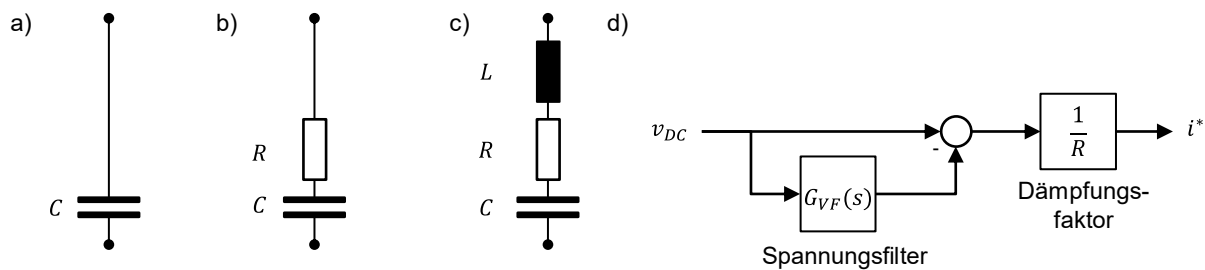 a)
C
b)
R
C
c)
L
R
C
d)
v_DC
-
G_VF(s)
Spannungsfilter
1
R
Dämpfungs-
faktor
i*